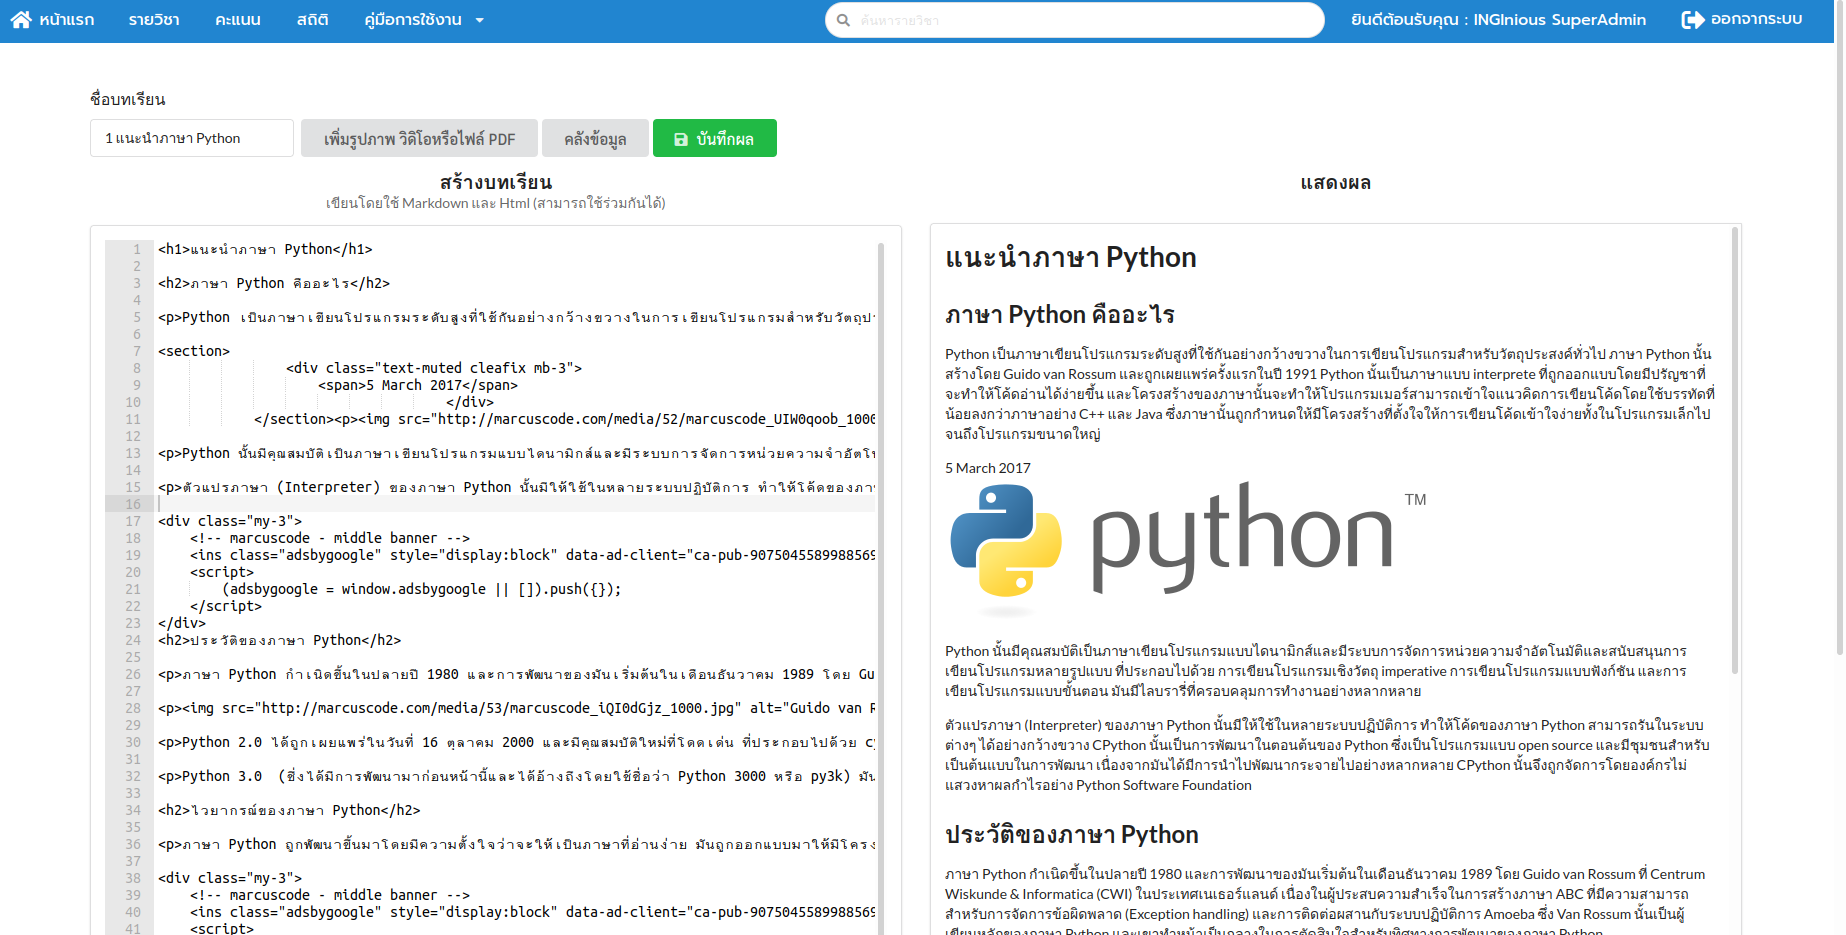 หน้าแรก รายวิชา คะแนน สถิติ คู่มือการใช้งาน ค้นหารายวิชา ยินดีต้อนรับคุณ : INGInious SuperAdmin ออกจากระบบ
ชื่อบทเรียน
1 แนะนำภาษา Python เพิ่มรูปภาพ วิดิโอหรือไฟล์ PDF คลังข้อมูล บันทึกผล
สร้างบทเรียน
เขียนโดยใช้ Markdown และ Html (สามารถใช้ร่วมกันได้)
1 <h1>แนะนำภาษา Python</h1>
2
3 <h2>ภาษา Python คืออะไร</h2>
4
5 <p>Python เป็นภาษาเขียนโปรแกรมระดับสูงที่ใช้กันอย่างกว้างขวางในการเขียนโปรแกรมสำหรับวัตถุป
6
7 <section>
8 <div class="text-muted cleafix mb-3">
9 <span>5 March 2017</span>
10 </div>
11 </section><p><img src="http://marcuscode.com/media/52/marcuscode_UIW0qoob_1000
12
13 <p>Python นั้นมีคุณสมบัติเป็นภาษาเขียนโปรแกรมแบบไดนามิกส์และมีระบบการจัดการหน่วยความจำอัตโน
14
15 <p>ตัวแปรภาษา (Interpreter) ของภาษา Python นั้นมีให้ใช้ในหลายระบบปฏิบัติการ ทำให้โค้ดของภา
16
17 <div class="my-3">
18 <!-- marcuscode - middle banner -->
19 <ins class="adsbygoogle" style="display:block" data-ad-client="ca-pub-9075045589988569
20 <script>
21 (adsbygoogle = window.adsbygoogle || []).push({});
22 </script>
23 </div>
24 <h2>ประวัติของภาษา Python</h2>
25
26 <p>ภาษา Python กำเนิดขึ้นในปลายปี 1980 และการพัฒนาของมันเริ่มต้นในเดือนธันวาคม 1989 โดย Gu
27
28 <p><img src="http://marcuscode.com/media/53/marcuscode_iQI0dGjz_1000.jpg" alt="Guido van R
29
30 <p>Python 2.0 ได้ถูกเผยแพร่ในวันที่ 16 ตุลาคม 2000 และมีคุณสมบัติใหม่ที่โดดเด่น ที่ประกอบไปด้วย cy
31
32 <p>Python 3.0 (ซึ่งได้มีการพัฒนามาก่อนหน้านี้และได้อ้างถึงโดยใช้ชื่อว่า Python 3000 หรือ py3k) มัน
33
34 <h2>ไวยากรณ์ของภาษา Python</h2>
35
36 <p>ภาษา Python ถูกพัฒนาขึ้นมาโดยมีความตั้งใจว่าจะให้เป็นภาษาที่อ่านง่าย มันถูกออกแบบมาให้มีโครง
37
38 <div class="my-3">
39 <!-- marcuscode - middle banner -->
40 <ins class="adsbygoogle" style="display:block" data-ad-client="ca-pub-9075045589988569
41 <script>
แสดงผล
แนะนำภาษา Python
ภาษา Python คืออะไร
Python เป็นภาษาเขียนโปรแกรมระดับสูงที่ใช้กันอย่างกว้างขวางในการเขียนโปรแกรมสำหรับวัตถุประสงค์ทั่วไป ภาษา Python นั้น
สร้างโดย Guido van Rossum และถูกเผยแพร่ครั้งแรกในปี 1991 Python นั้นเป็นภาษาแบบ interprete ที่ถูกออกแบบโดยมีปรัญชาที่
จะทำให้โค้ดอ่านได้ง่ายขึ้น และโครงสร้างของภาษานั้นจะทำให้โปรแกรมเมอร์สามารถเข้าใจแนวคิดการเขียนโค้ดโดยใช้บรรทัดที่
น้อยลงกว่าภาษาอย่าง C++ และ Java ซึ่งภาษานั้นถูกกำหนดให้มีโครงสร้างที่ตั้งใจให้การเขียนโค้ดเข้าใจง่ายทั้งในโปรแกรมเล็กไป
จนถึงโปรแกรมขนาดใหญ่
5 March 2017
python TM
Python นั้นมีคุณสมบัติเป็นภาษาเขียนโปรแกรมแบบไดนามิกส์และมีระบบการจัดการหน่วยความจำอัตโนมัติและสนับสนุนการ
เขียนโปรแกรมหลายรูปแบบ ที่ประกอบไปด้วย การเขียนโปรแกรมเชิงวัตถุ imperative การเขียนโปรแกรมแบบฟังก์ชัน และการ
เขียนโปรแกรมแบบขั้นตอน มันมีไลบรารี่ที่ครอบคลุมการทำงานอย่างหลากหลาย
ตัวแปรภาษา (Interpreter) ของภาษา Python นั้นมีให้ใช้ในหลายระบบปฏิบัติการ ทำให้โค้ดของภาษา Python สามารถรันในระบบ
ต่างๆ ได้อย่างกว้างขวาง CPython นั้นเป็นการพัฒนาในตอนต้นของ Python ซึ่งเป็นโปรแกรมแบบ open source และมีชุมชนสำหรับ
เป็นต้นแบบในการพัฒนา เนื่องจากมันได้มีการนำไปพัฒนากระจายไปอย่างหลากหลาย CPython นั้นจึงถูกจัดการโดยองค์กรไม่
แสวงหาผลกำไรอย่าง Python Software Foundation
ประวัติของภาษา Python
ภาษา Python กำเนิดขึ้นในปลายปี 1980 และการพัฒนาของมันเริ่มต้นในเดือนธันวาคม 1989 โดย Guido van Rossum ที่ Centrum
Wiskunde & Informatica (CWI) ในประเทศเนเธอร์แลนด์ เนื่องในผู้ประสบความสำเร็จในการสร้างภาษา ABC ที่มีความสามารถ
สำหรับการจัดการข้อผิดพลาด (Exception handling) และการติดต่อผสานกับระบบปฏิบัติการ Amoeba ซึ่ง Van Rossum นั้นเป็นผู้
เขียนหลักของภาษา Python และเขาทำหน้าเป็นกลางในการตัดสินใจสำหรับทิศทางการพัฒนาของภาษา Python